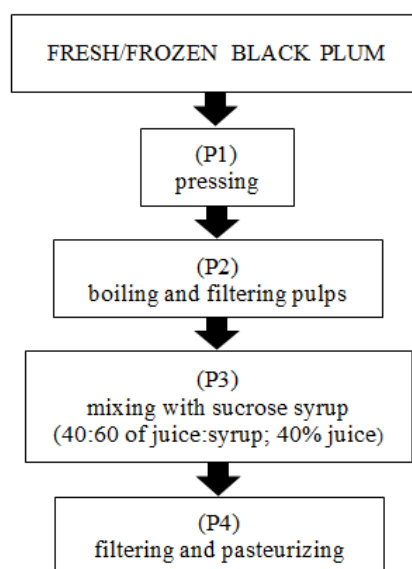 FRESH/FROZEN BLACK PLUM
(P1)
pressing
(P2)
boiling and filtering pulps
(P3)
mixing with sucrose syrup
(40:60 of juice:syrup; 40% juice)
(P4)
filtering and pasteurizing